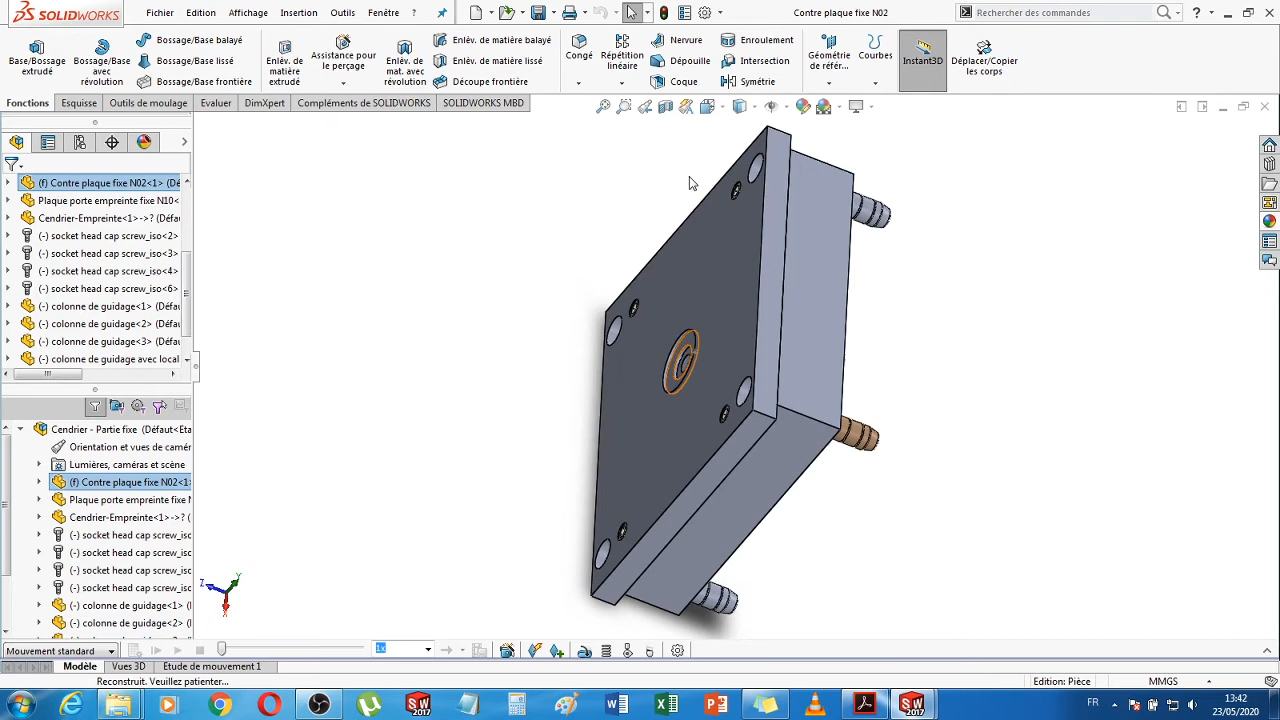 SOLIDWORKS Fichier Edition Affichage Insertion Outils Fenêtre ? Contre plaque fixe N02 Rechercher des commandes
Base/Bossage extrudé
Bossage/Base avec révolution
Bossage/Base balayé
Bossage/Base lissé
Bossage/Base frontière
Enlèv. de matière extrudé
Assistance pour le perçage
Enlèv. de mat. avec révolution
Enlèv. de matière balayé
Enlèv. de matière lissé
Découpe frontière
Congé
Répétition linéaire
Nervure
Dépouille
Coque
Enroulement
Intersection
Symétrie
Géométrie de référ...
Courbes
Instant3D
Déplacer/Copier les corps
Fonctions Esquisse Outils de moulage Evaluer DimXpert Compléments de SOLIDWORKS SOLIDWORKS MBD
(f) Contre plaque fixe N02<1> (Dé
Plaque porte empreinte fixe N10<
Cendrier-Empreinte<1>->? (Défau
(-) socket head cap screw_iso<2>
(-) socket head cap screw_iso<3>
(-) socket head cap screw_iso<4>
(-) socket head cap screw_iso<6>
(-) colonne de guidage<1> (Défa
(-) colonne de guidage<2> (Défa
(-) colonne de guidage<3> (Défa
(-) colonne de guidage avec local
Cendrier - Partie fixe (Défaut<Eta
Orientation et vues de camér
Lumières, caméras et scène
(f) Contre plaque fixe N02<1:
Plaque porte empreinte fixe N
Cendrier-Empreinte<1>->? (
(-) socket head cap screw_isc
(-) socket head cap screw_isc
(-) socket head cap screw_isc
(-) socket head cap screw_isc
(-) colonne de guidage<1> (I
Z Y X
Mouvement standard 1x
Modèle Vues 3D Etude de mouvement 1
Reconstruit. Veuillez patienter... Edition: Pièce MMGS
SW 2017 SW 2017 FR 13:42
23/05/2020